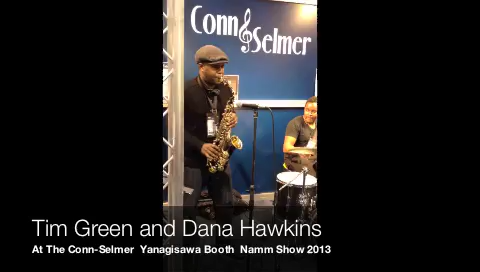 Conn &
Selmer
Tim Green and Dana Hawkins
At The Conn-Selmer Yanagisawa Booth Namm Show 2013